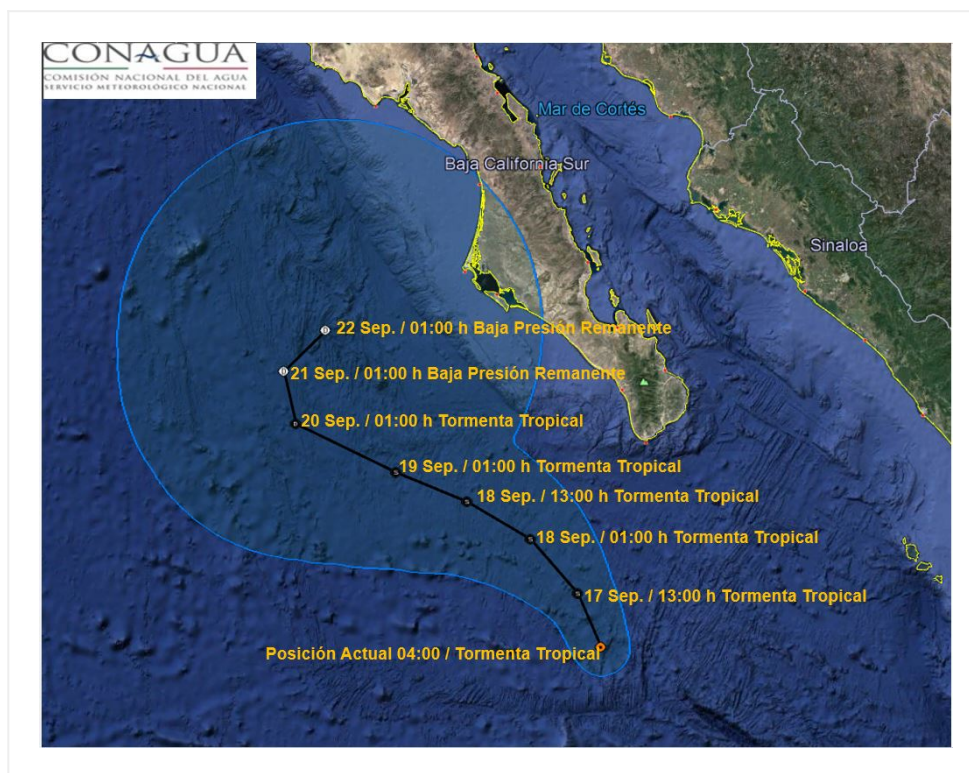 CONAGUA
COMISIÓN NACIONAL DEL AGUA
SERVICIO METEOROLÓGICO NACIONAL
Mar de Cortés
Baja California Sur
Sinaloa
22 Sep. / 01:00 h Baja Presión Remanente
21 Sep. / 01:00 h Baja Presión Remanente
20 Sep. / 01:00 h Tormenta Tropical
19 Sep. / 01:00 h Tormenta Tropical
18 Sep. / 13:00 h Tormenta Tropical
18 Sep. / 01:00 h Tormenta Tropical
17 Sep. / 13:00 h Tormenta Tropical
Posición Actual 04:00 / Tormenta Tropical